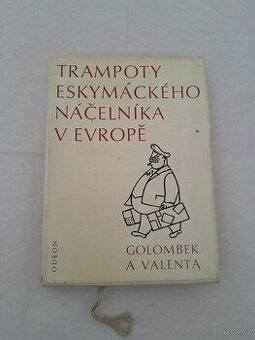 TRAMPOTY
ESKYMÁCKÉHO
NÁČELNÍKA
V EVROPĚ
GOLOMBEK
A VALENTA
ODEON